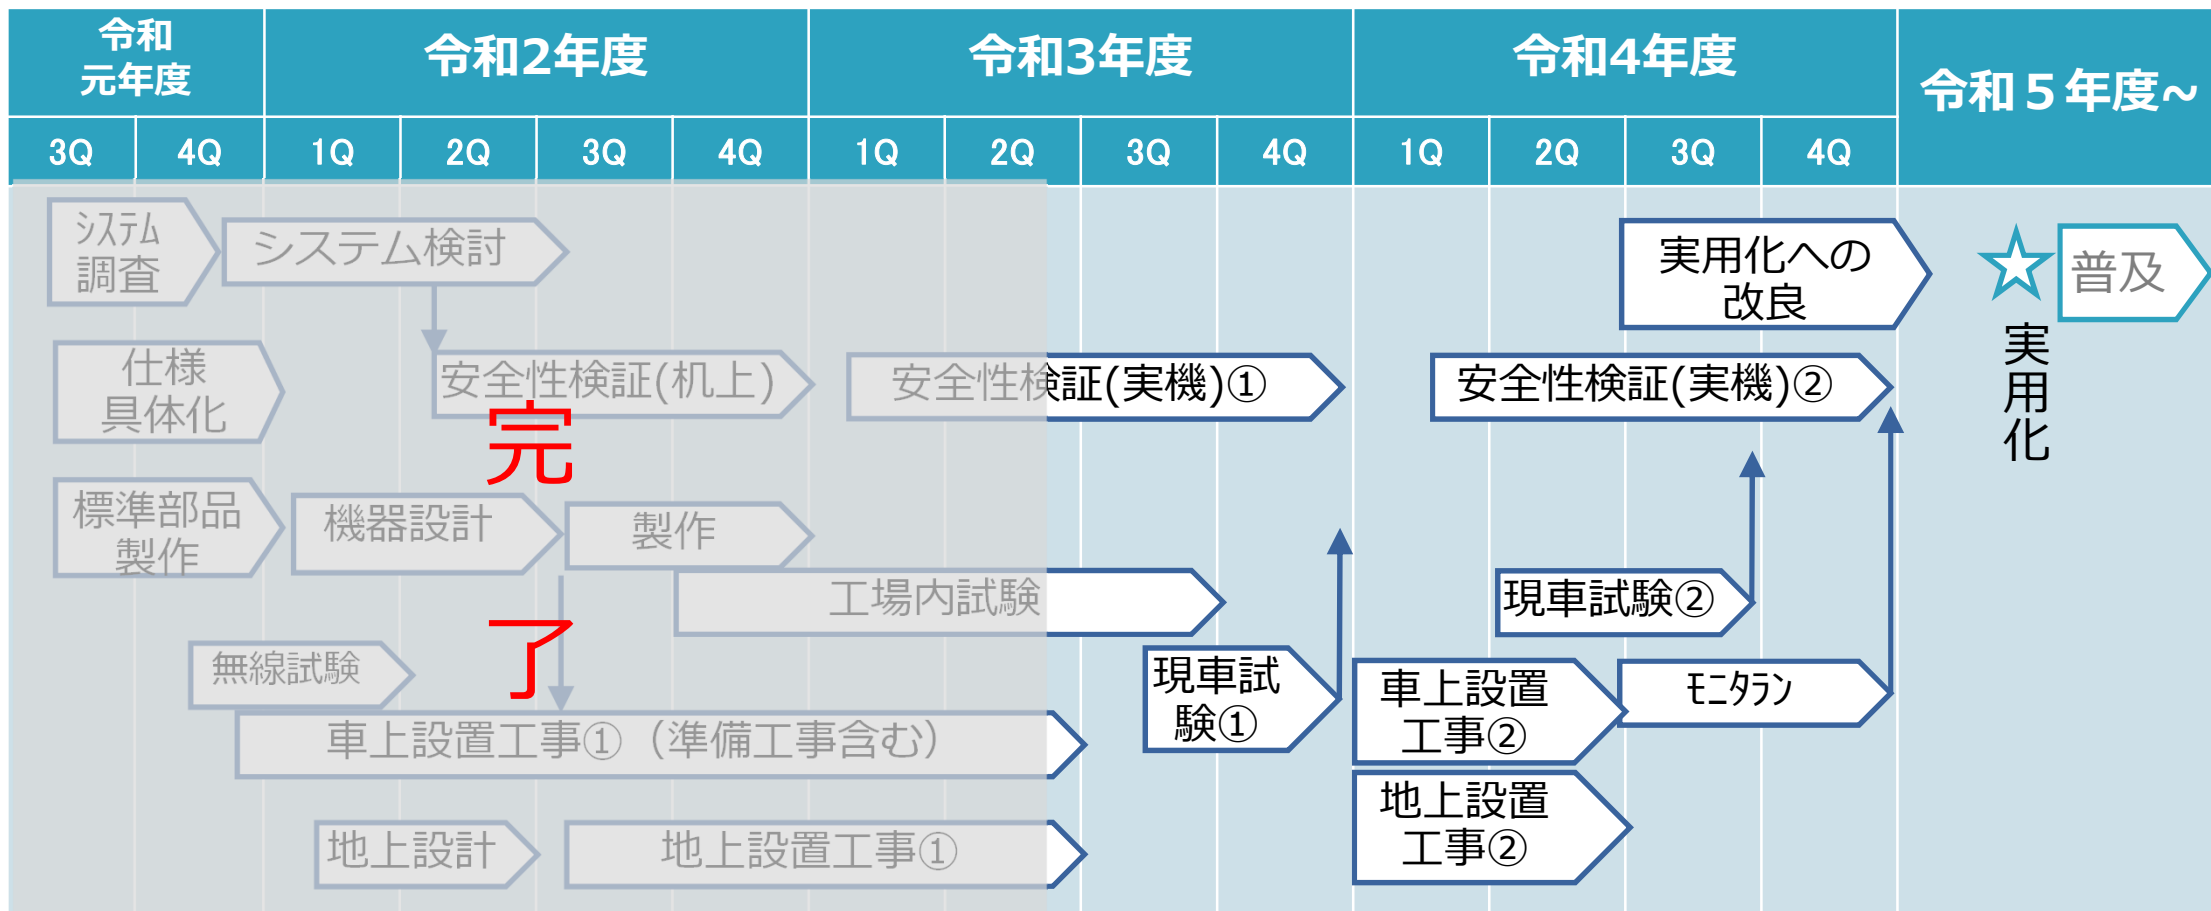 令和
元年度
令和2年度
令和3年度
令和4年度
令和５年度~
3Q
4Q
1Q
2Q
3Q
4Q
1Q
2Q
3Q
4Q
1Q
2Q
3Q
4Q
ｼｽﾃﾑ
調査
システム検討
実用化への
改良
普及
実用化
仕様
具体化
安全性検証(机上)
安全性検証(実機)①
安全性検証(実機)②
完了
標準部品
製作
機器設計
製作
工場内試験
現車試験②
無線試験
現車試
験①
車上設置
工事②
ﾓﾆﾀﾗﾝ
車上設置工事①（準備工事含む）
地上設置
工事②
地上設計
地上設置工事①